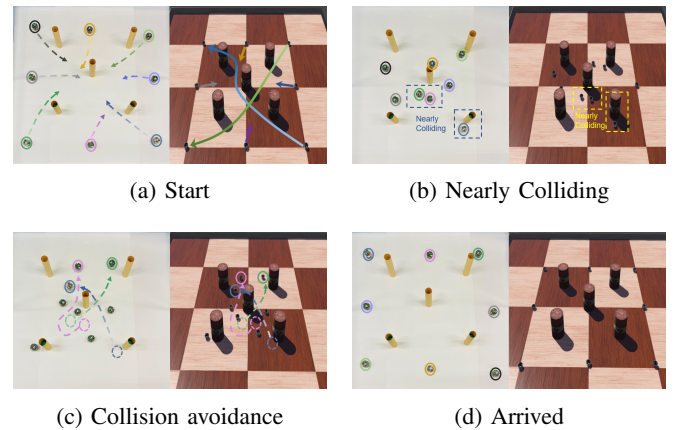 Nearly
Colliding
Nearly
Colliding
(a) Start
(b) Nearly Colliding
(c) Collision avoidance
(d) Arrived